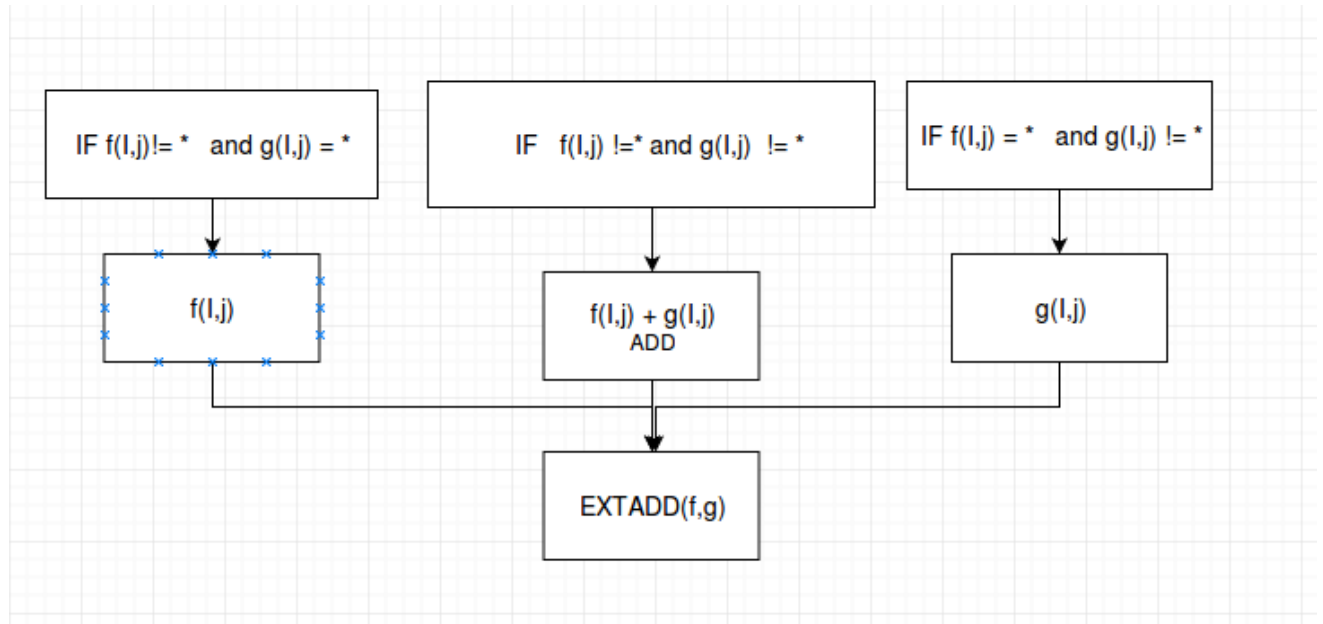 IF f(I,j)!= * and g(I,j) = *
IF f(I,j) !=* and g(I,j) != *
IF f(I,j) = * and g(I,j) != *
f(I,j)
f(I,j) + g(I,j)
ADD
g(I,j)
EXTADD(f,g)